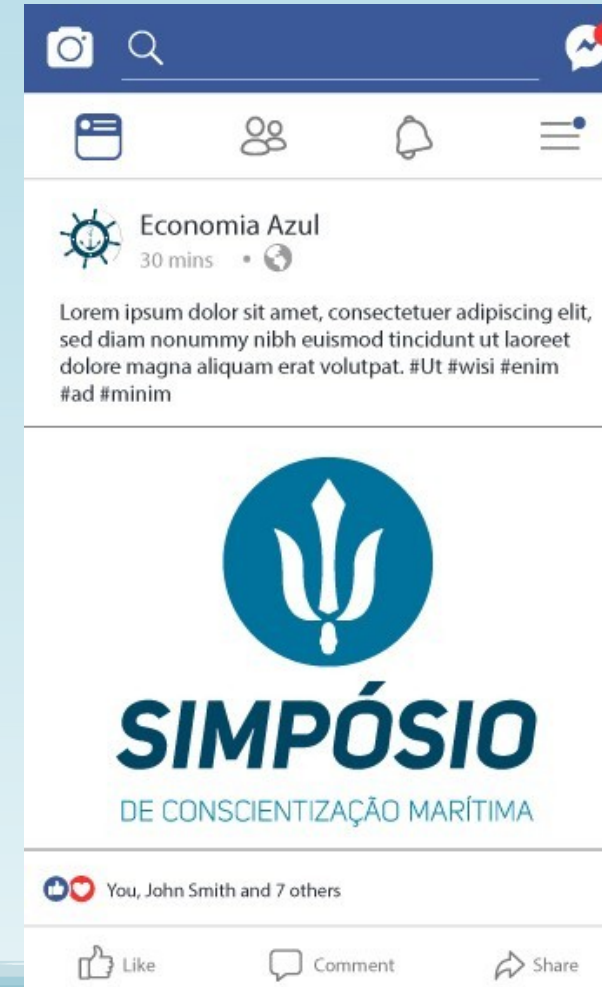 Economia Azul
30 mins
Lorem ipsum dolor sit amet, consectetuer adipiscing elit,
sed diam nonummy nibh euismod tincidunt ut laoreet
dolore magna aliquam erat volutpat. #Ut #wisi #enim
#ad #minim
SIMPÓSIO
DE CONSCIENTIZAÇÃO MARÍTIMA
You, John Smith and 7 others
Like Comment Share